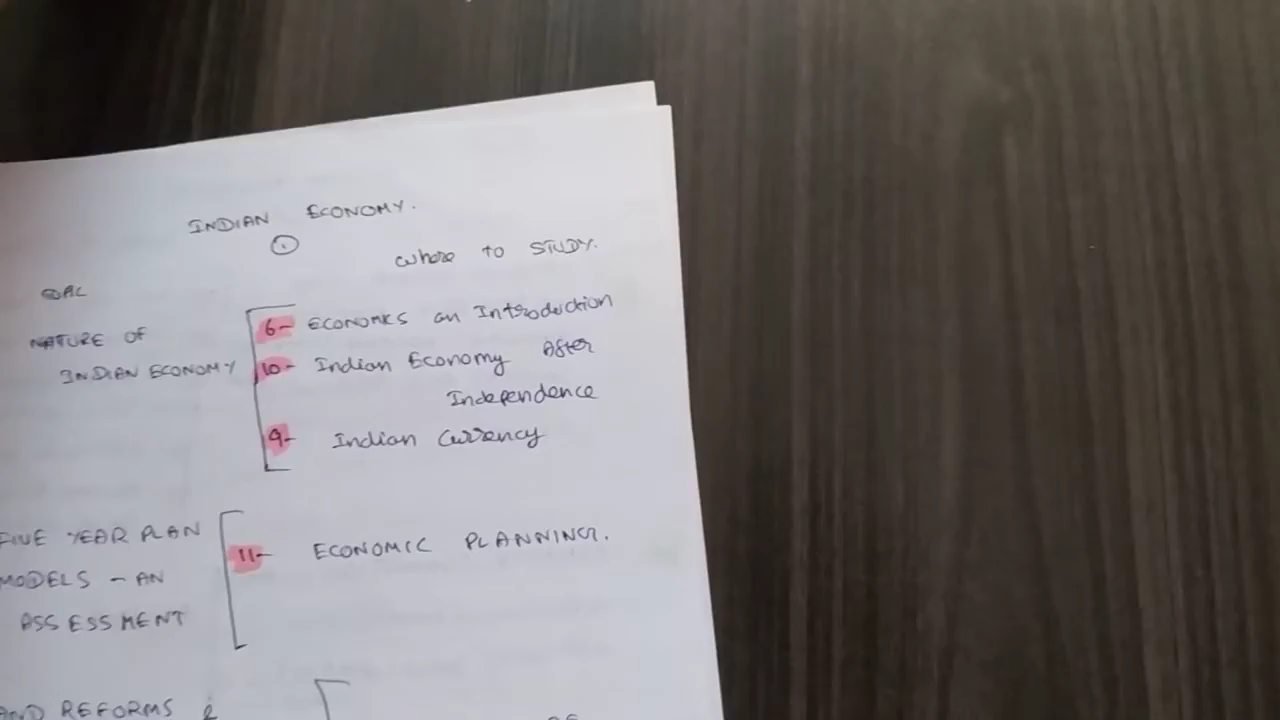 INDIAN ECONOMY.
1
where to STUDY.
GOAL
NATURE OF
INDIAN ECONOMY
6- ECONOMICS an Introduction
10- Indian Economy After
Independence
9- Indian Currency
FIVE YEAR PLAN
MODELS - AN
ASSESSMENT
11- ECONOMIC PLANNING.
AND REFORMS &